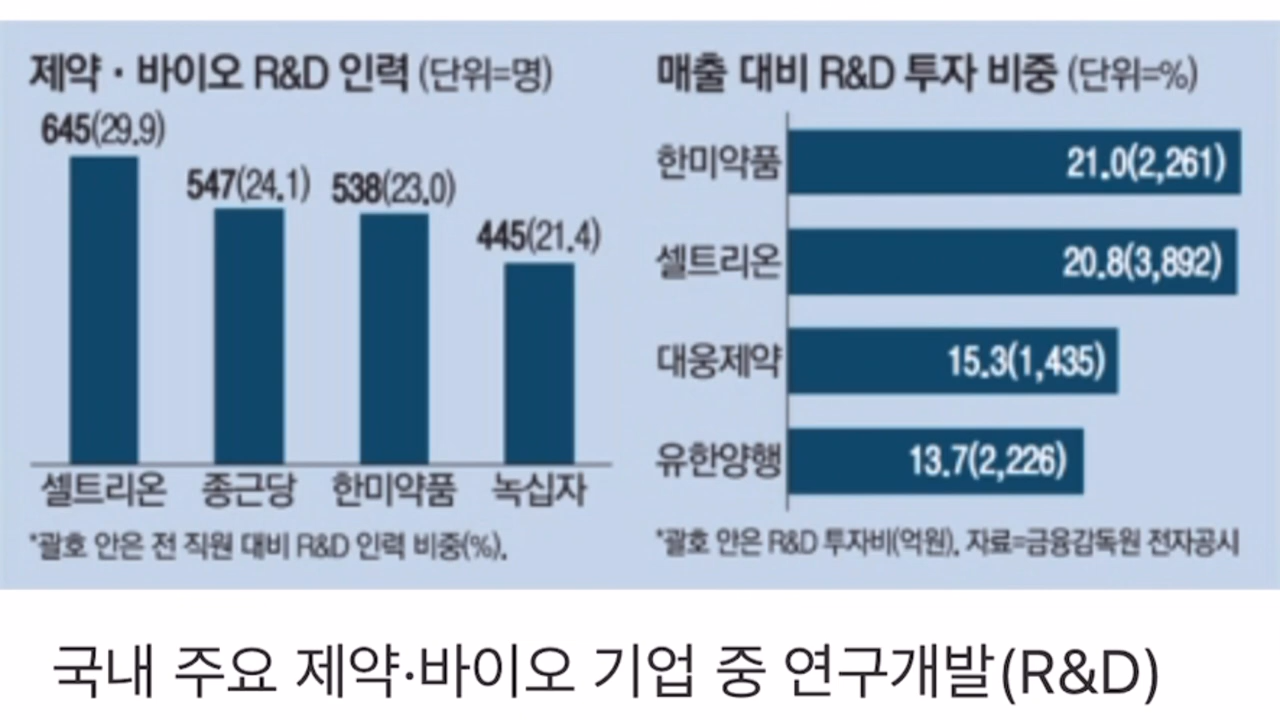 제약·바이오 R&D 인력 (단위=명)
645(29.9)
547(24.1)
538(23.0)
445(21.4)
셀트리온 종근당 한미약품 녹십자
*괄호 안은 전 직원 대비 R&D 인력 비중(%).
매출 대비 R&D 투자 비중 (단위=%)
한미약품 21.0(2,261)
셀트리온 20.8(3,892)
대웅제약 15.3(1,435)
유한양행 13.7(2,226)
*괄호 안은 R&D 투자비(억원). 자료=금융감독원 전자공시
국내 주요 제약·바이오 기업 중 연구개발(R&D)